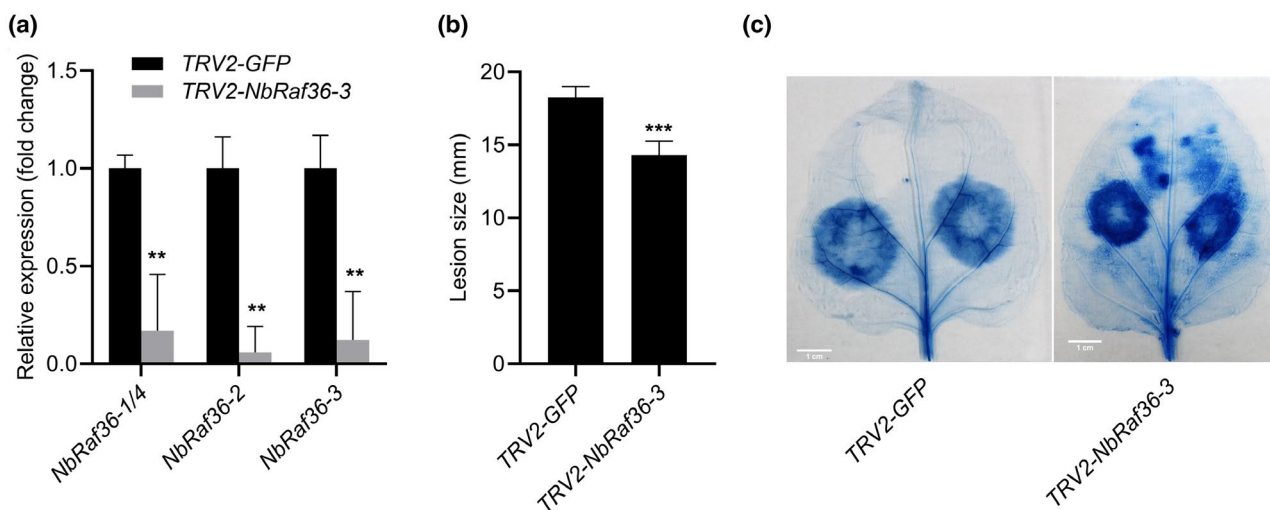 (a)
Relative expression (fold change)
1.5
1.0
0.5
0.0
TRV2-GFP
TRV2-NbRaf36-3
**
**
**
NbRaf36-1/4
NbRaf36-2
NbRaf36-3
(b)
Lesion size (mm)
20
15
10
5
0
***
TRV2-GFP
TRV2-NbRaf36-3
(c)
1 cm
1 cm
TRV2-GFP
TRV2-NbRaf36-3